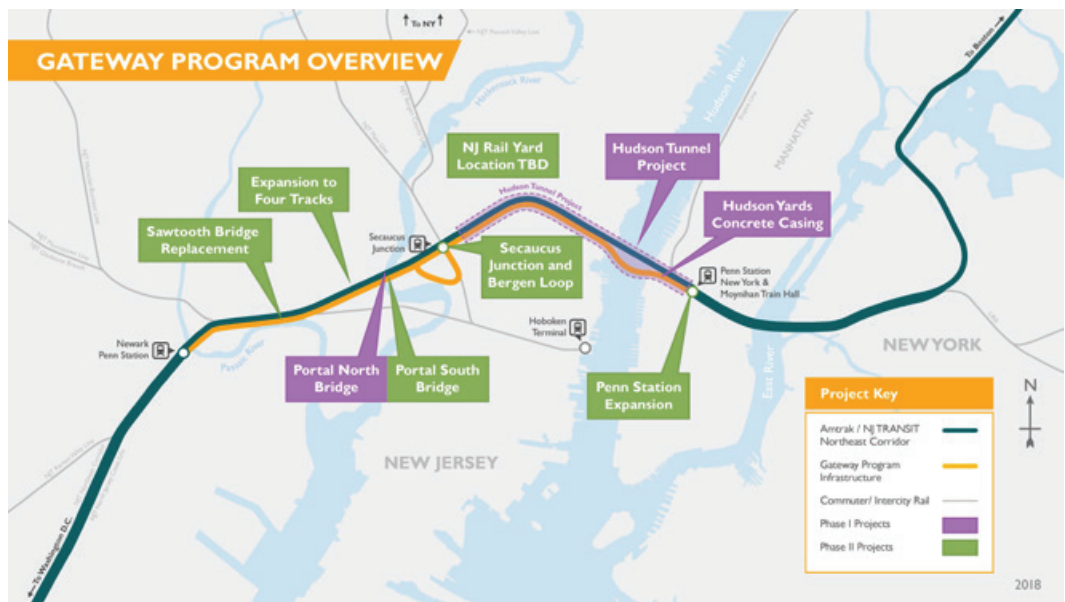 To NY
GATEWAY PROGRAM OVERVIEW
Hackensack River
Hudson River
To Boston
MANHATTAN
NJ Rail Yard
Location TBD
Hudson Tunnel
Project
Expansion to
Four Tracks
Hudson Tunnel Project
Hudson Yards
Concrete Casing
Sawtooth Bridge
Replacement
Secaucus
Junction
Secaucus
Junction and
Bergen Loop
Penn Station
New York &
Moynihan Train Hall
Hoboken
Terminal
Newark
Penn Station
Passaic River
Portal North
Bridge
Portal South
Bridge
Penn Station
Expansion
East River
NEW YORK
NEW JERSEY
To Washington D.C.
Project Key
Amtrak / NJ TRANSIT
Northeast Corridor
Gateway Program
Infrastructure
Commuter/ Intercity Rail
Phase I Projects
Phase II Projects
N
2018